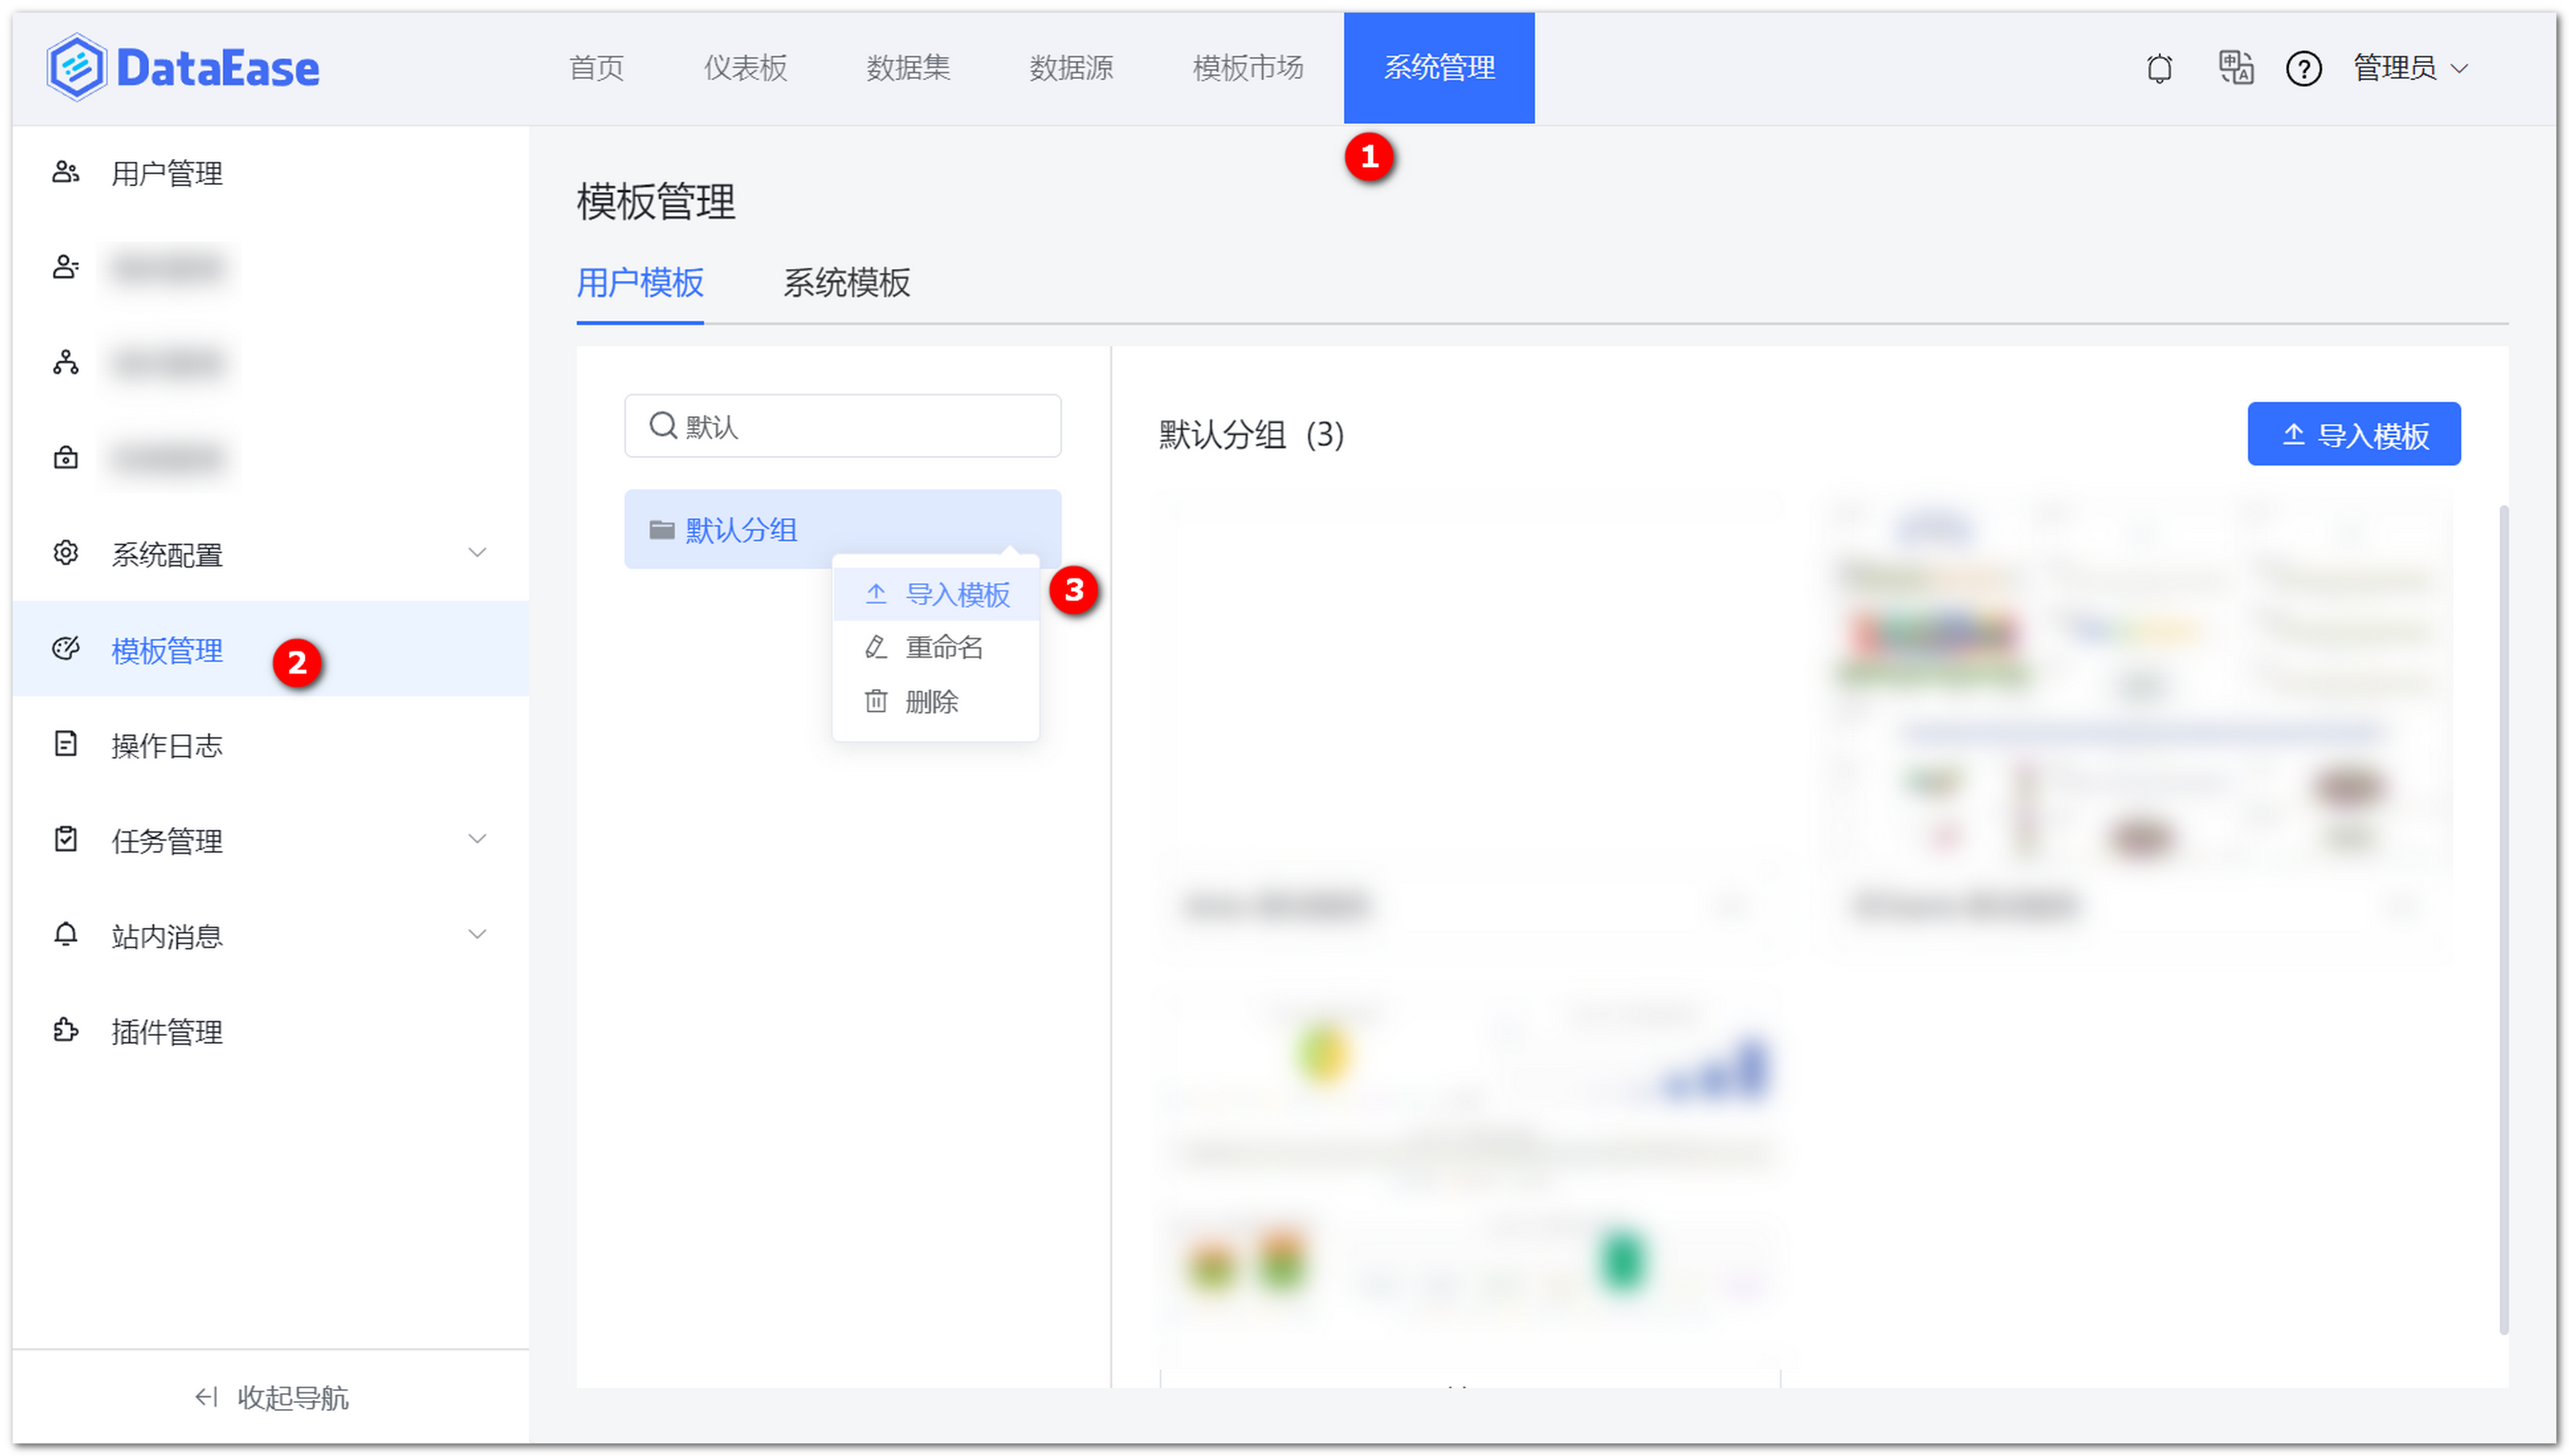 DataEase
首页 仪表板 数据集 数据源 模板市场 系统管理
管理员
1
用户管理
系统配置
模板管理
2
操作日志
任务管理
站内消息
插件管理
收起导航
模板管理
用户模板 系统模板
默认
默认分组
导入模板
3
重命名
删除
默认分组 (3)
导入模板